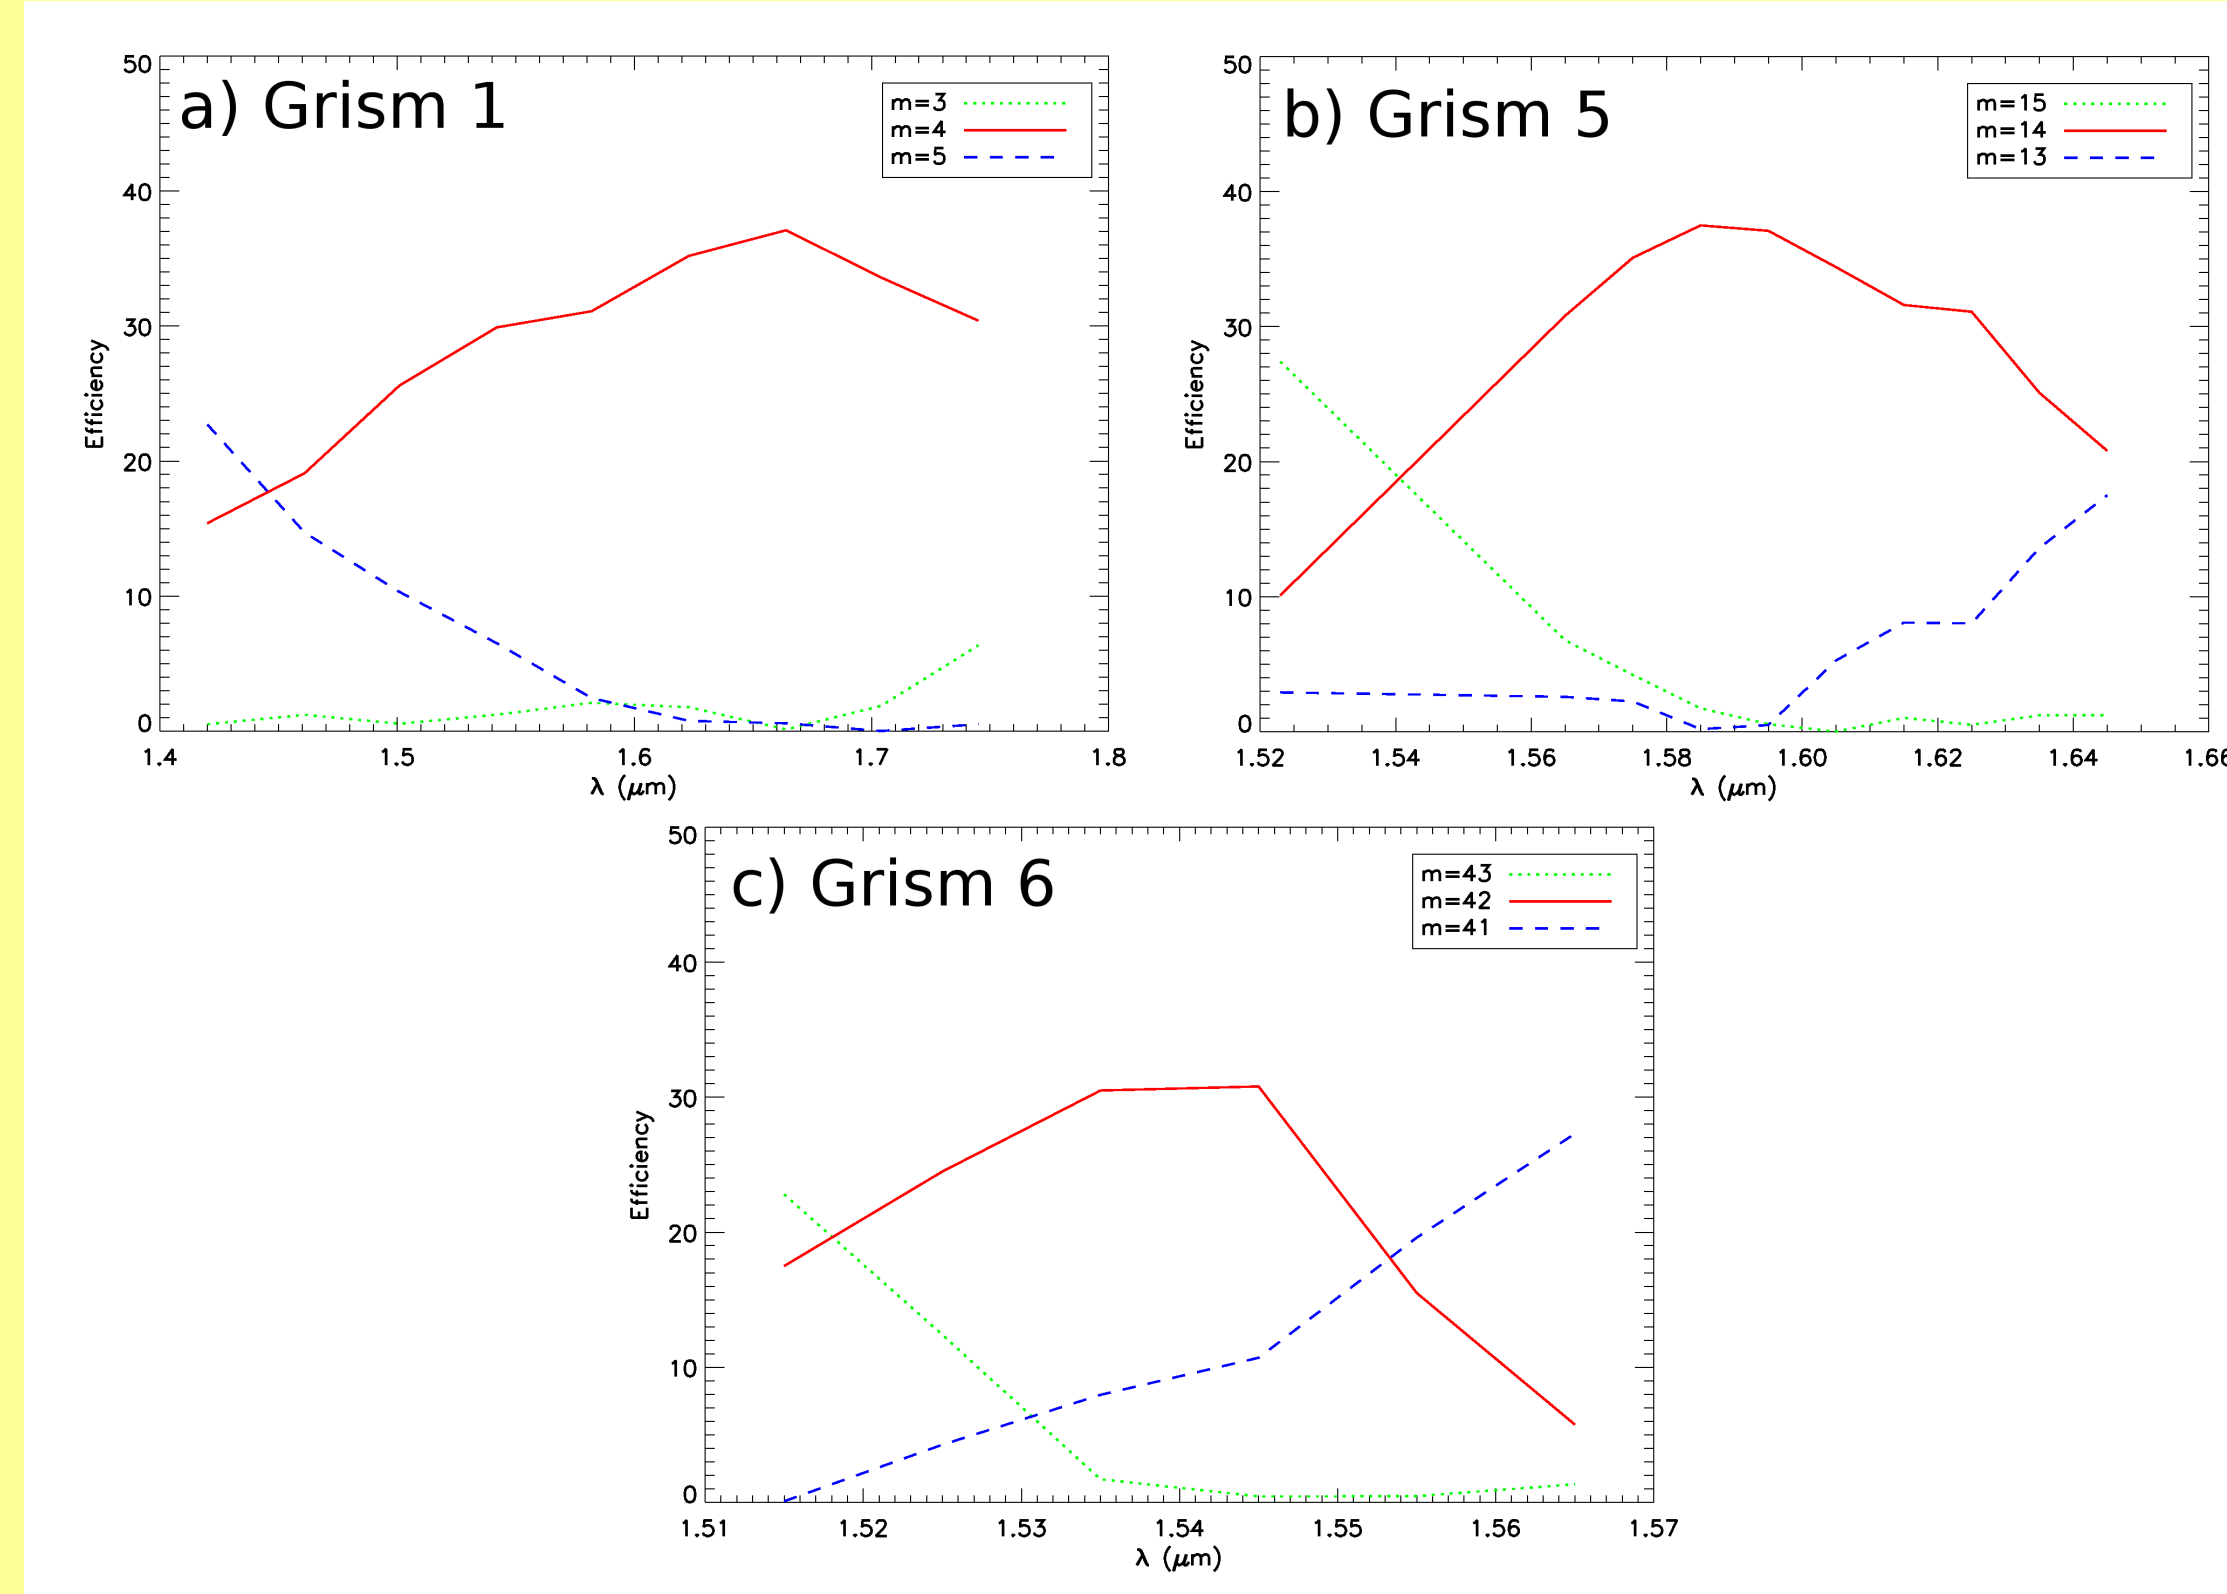 a) Grism 1
50
40
30
20
10
0
Efficiency
1.4 1.5 1.6 1.7 1.8
λ (μm)
m=3
m=4
m=5
b) Grism 5
50
40
30
20
10
0
Efficiency
1.52 1.54 1.56 1.58 1.60 1.62 1.64 1.66
λ (μm)
m=15
m=14
m=13
c) Grism 6
50
40
30
20
10
0
Efficiency
1.51 1.52 1.53 1.54 1.55 1.56 1.57
λ (μm)
m=43
m=42
m=41